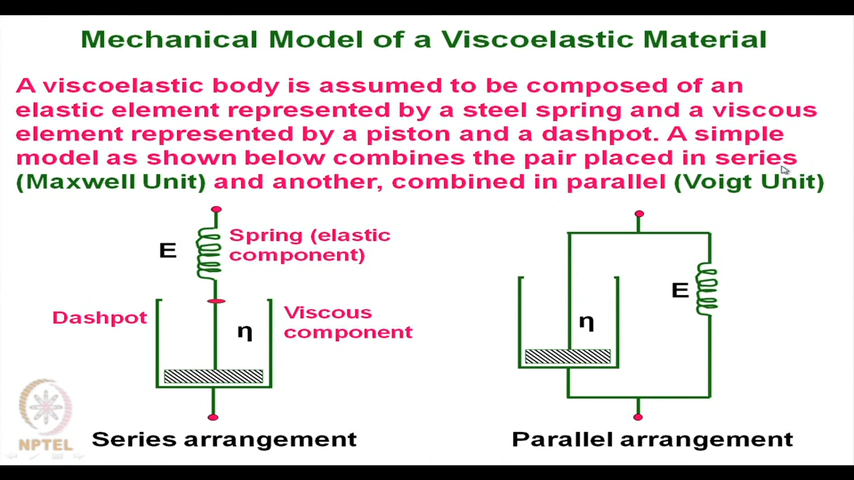 Mechanical Model of a Viscoelastic Material
A viscoelastic body is assumed to be composed of an
elastic element represented by a steel spring and a viscous
element represented by a piston and a dashpot. A simple
model as shown below combines the pair placed in series
(Maxwell Unit) and another, combined in parallel (Voigt Unit)
E
Spring (elastic
component)
Dashpot
η
Viscous
component
Series arrangement
η
E
Parallel arrangement
NPTEL